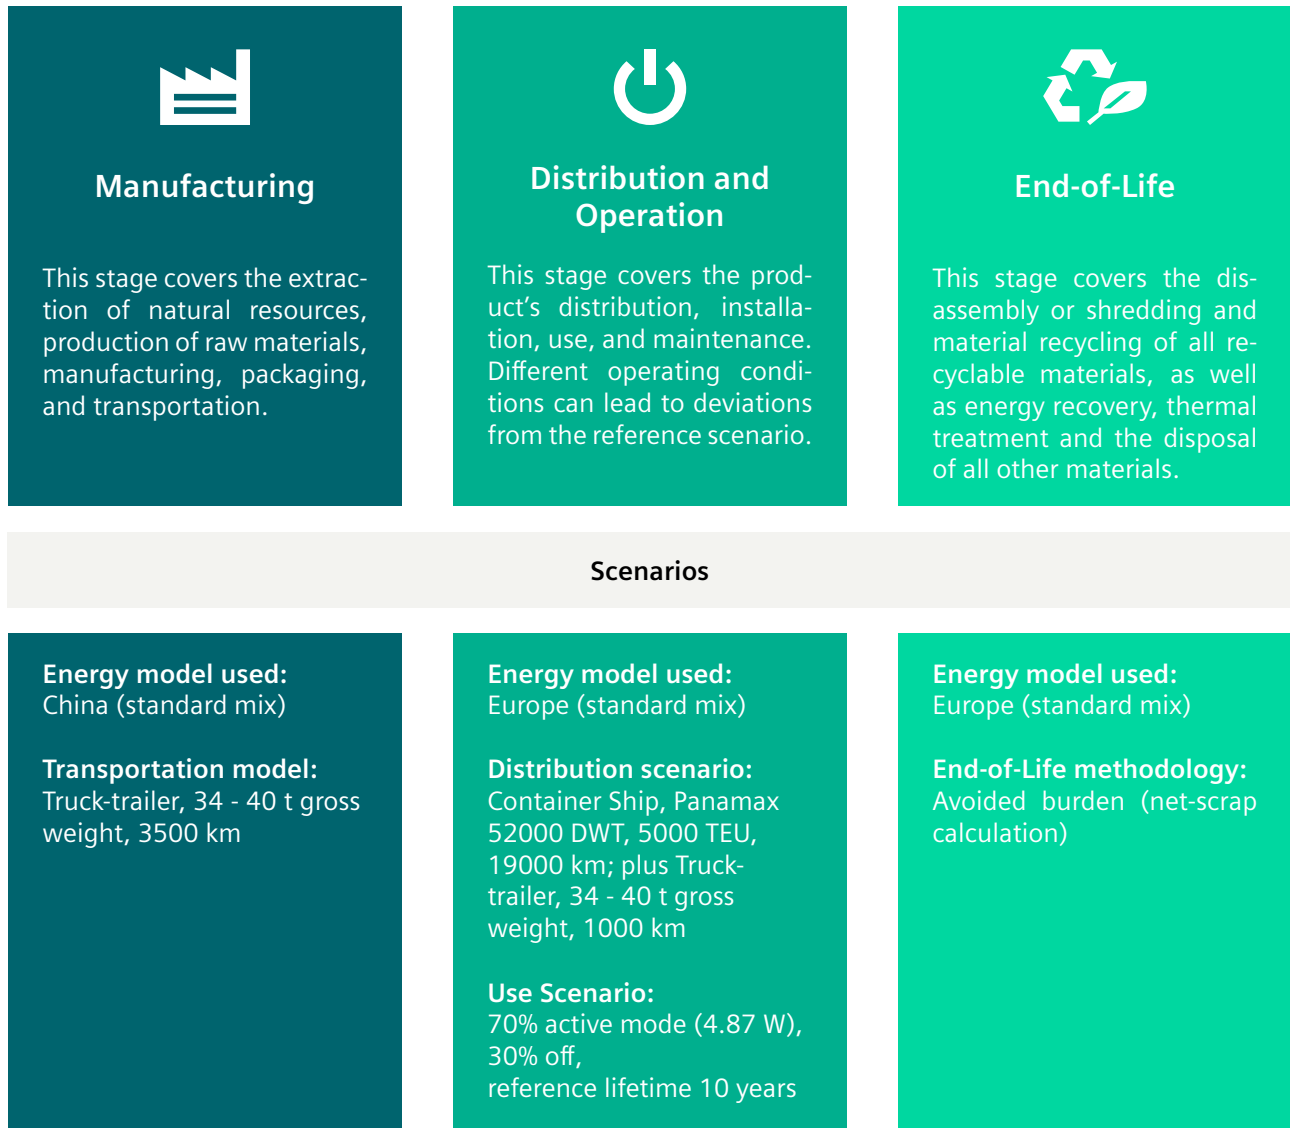 Manufacturing
This stage covers the extrac-
tion of natural resources,
production of raw materials,
manufacturing, packaging,
and transportation.
Distribution and
Operation
This stage covers the prod-
uct's distribution, installa-
tion, use, and maintenance.
Different operating condi-
tions can lead to deviations
from the reference scenario.
End-of-Life
This stage covers the dis-
assembly or shredding and
material recycling of all re-
cyclable materials, as well
as energy recovery, thermal
treatment and the disposal
of all other materials.
Scenarios
Energy model used:
China (standard mix)
Transportation model:
Truck-trailer, 34 - 40 t gross
weight, 3500 km
Energy model used:
Europe (standard mix)
Distribution scenario:
Container Ship, Panamax
52000 DWT, 5000 TEU,
19000 km; plus Truck-
trailer, 34 - 40 t gross
weight, 1000 km
Use Scenario:
70% active mode (4.87 W),
30% off,
reference lifetime 10 years
Energy model used:
Europe (standard mix)
End-of-Life methodology:
Avoided burden (net-scrap
calculation)